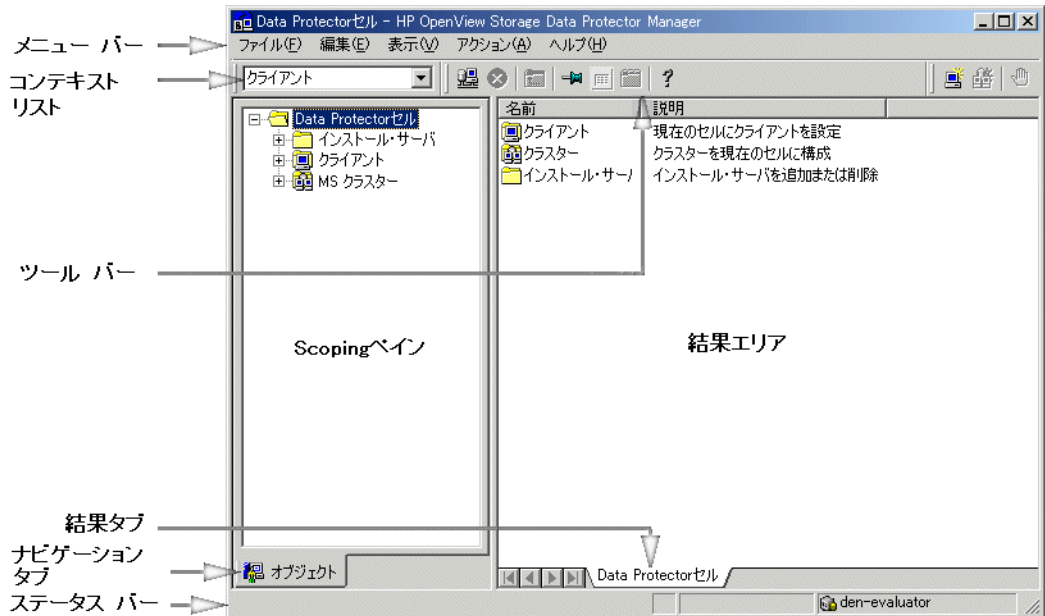 Data Protectorセル - HP OpenView Storage Data Protector Manager
メニュー バー
ファイル(F) 編集(E) 表示(V) アクション(A) ヘルプ(H)
コンテキスト
リスト
クライアント
?
Data Protectorセル
インストール・サーバ
クライアント
MS クラスター
名前 説明
クライアント 現在のセルにクライアントを設定
クラスター クラスターを現在のセルに構成
インストール・サー インストール・サーバを追加または削除
ツール バー
Scopingペイン
結果エリア
結果タブ
ナビゲーション
タブ
オブジェクト
Data Protectorセル
ステータス バー
den-evaluator